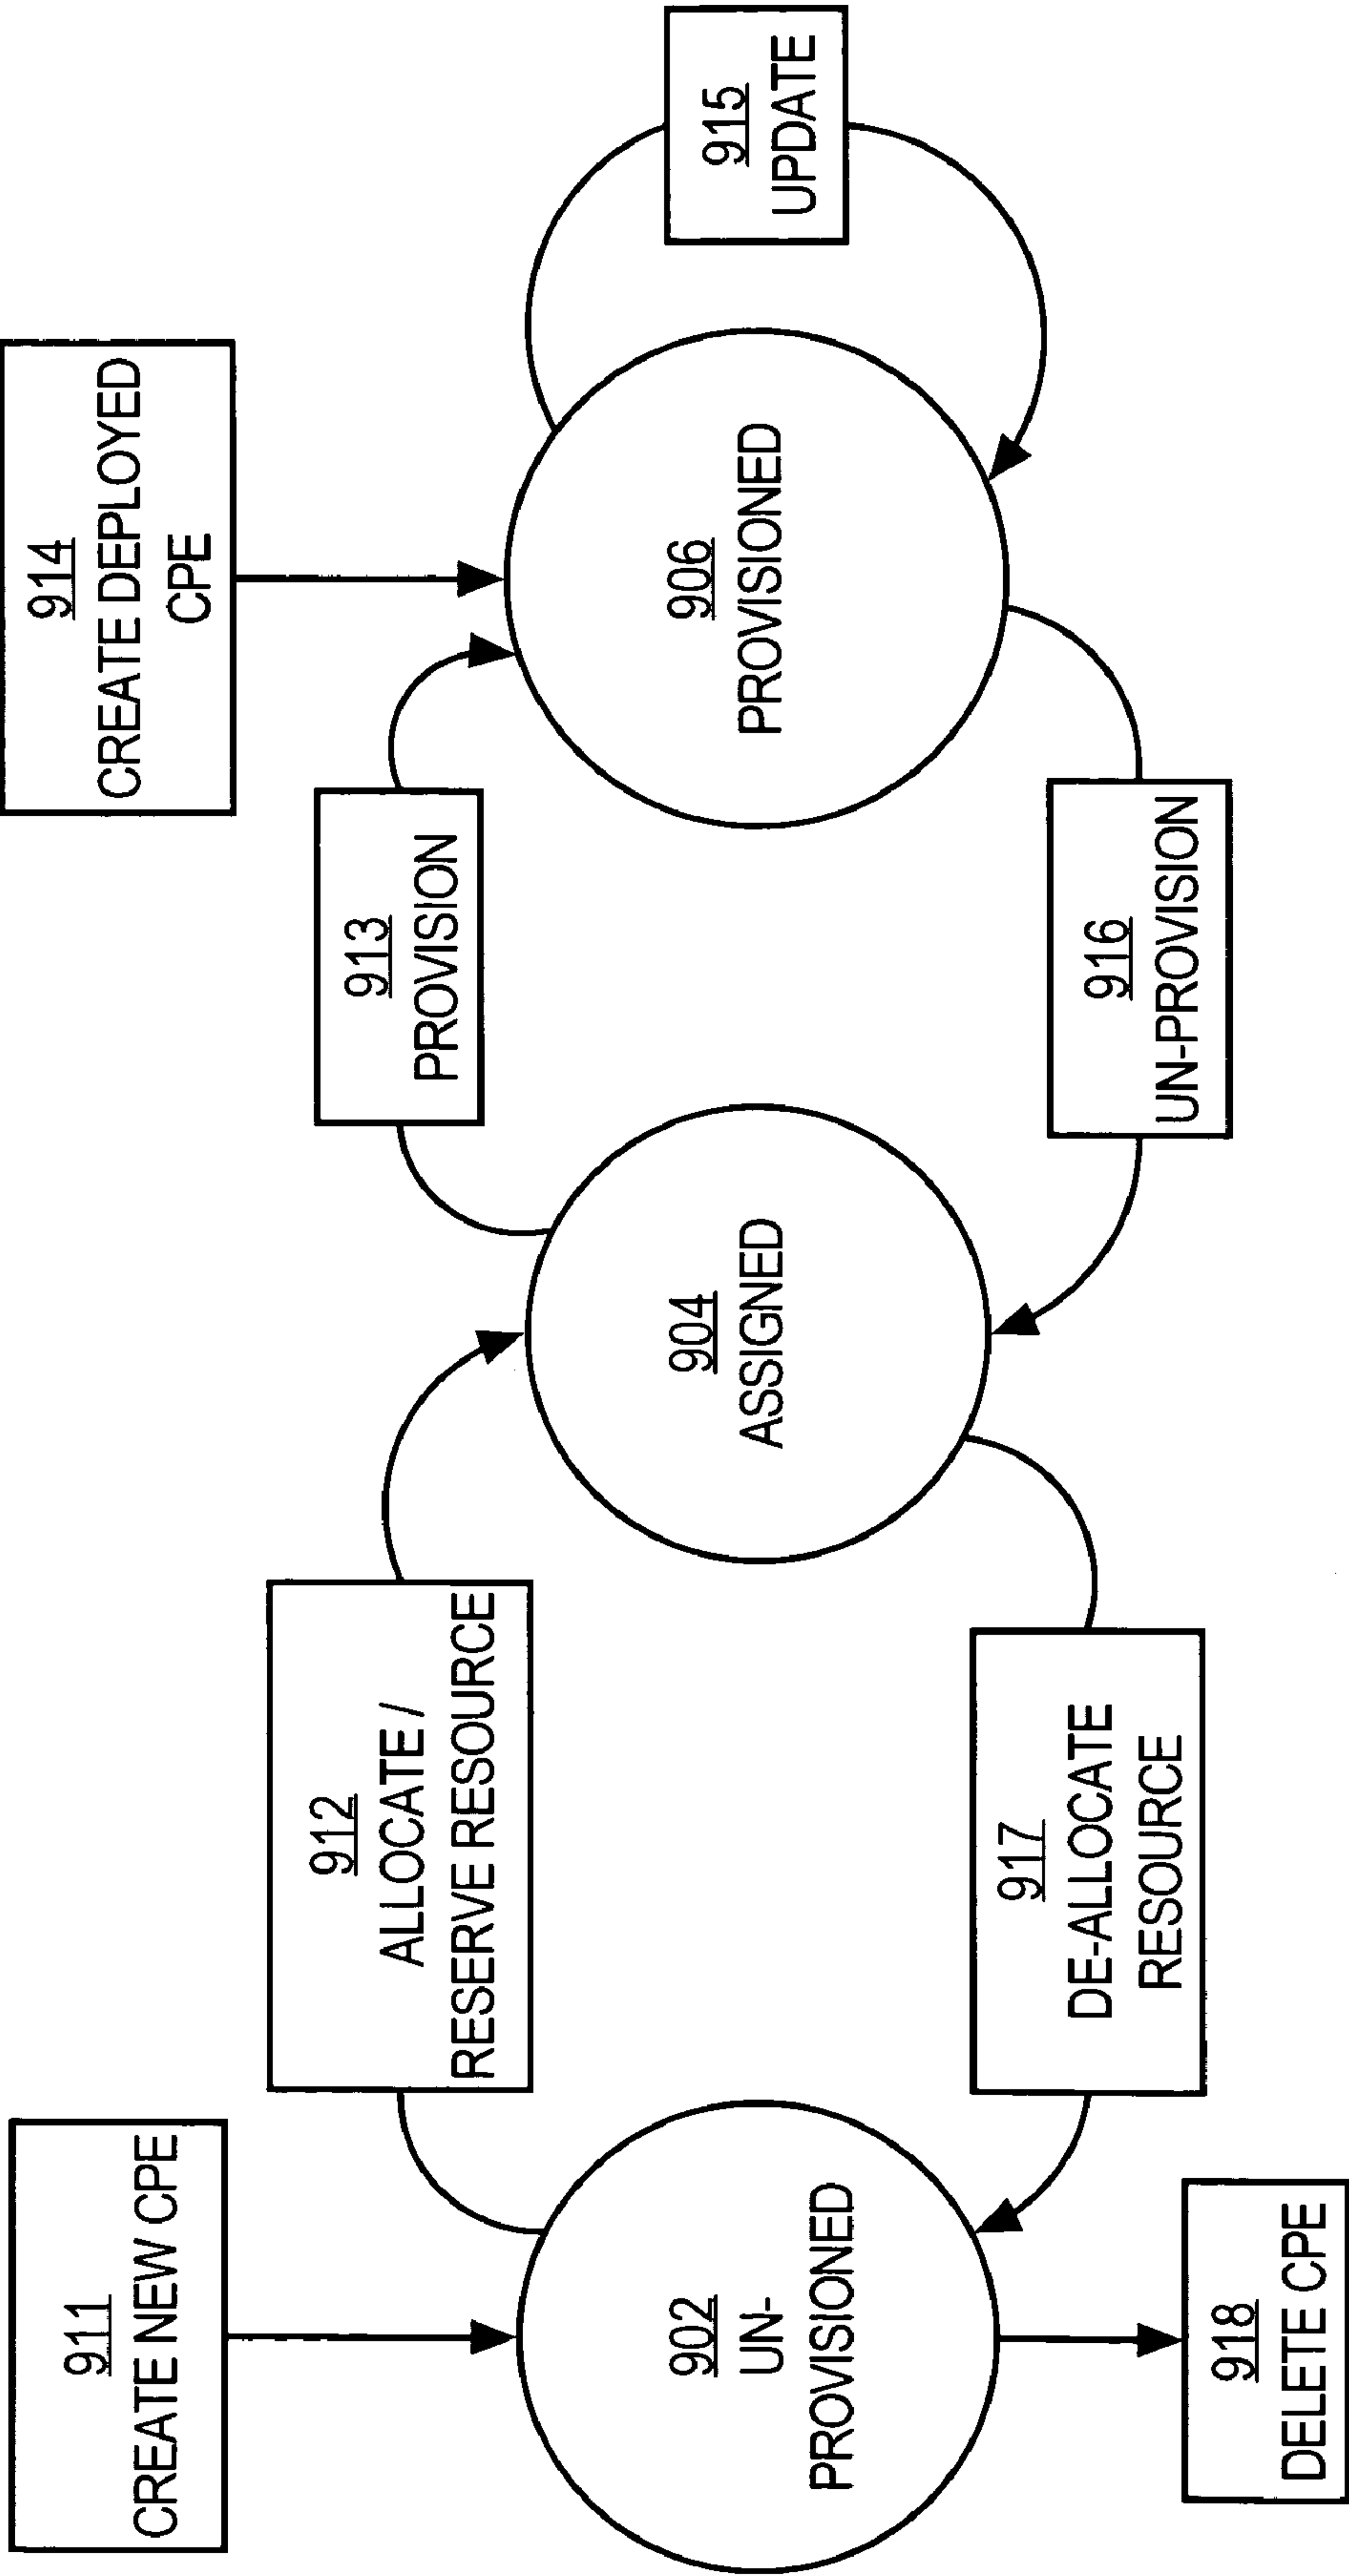 911
CREATE NEW CPE
914
CREATE DEPLOYED
CPE
912
ALLOCATE /
RESERVE RESOURCE
913
PROVISION
902
UN-
PROVISIONED
904
ASSIGNED
906
PROVISIONED
915
UPDATE
917
DE-ALLOCATE
RESOURCE
916
UN-PROVISION
918
DELETE CPE